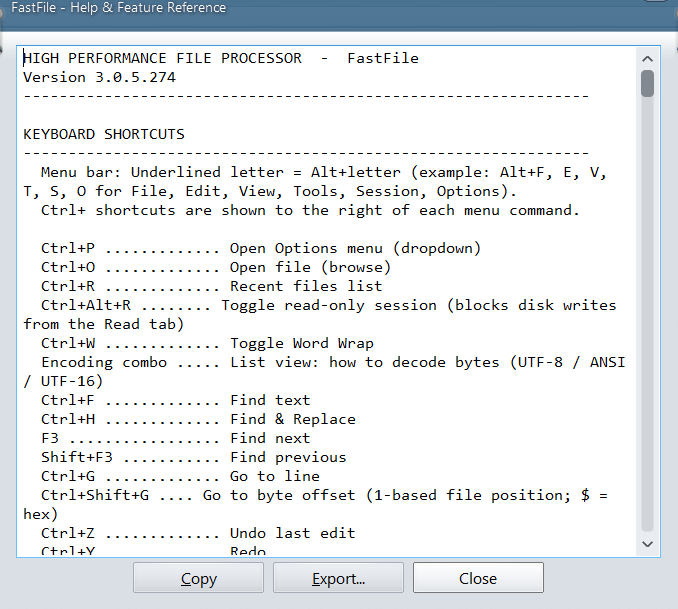 FastFile - Help & Feature Reference
HIGH PERFORMANCE FILE PROCESSOR  -  FastFile
Version 3.0.5.274
---------------------------------------------------------------
KEYBOARD SHORTCUTS
---------------------------------------------------------------
  Menu bar: Underlined letter = Alt+letter (example: Alt+F, E, V,
T, S, O for File, Edit, View, Tools, Session, Options).
  Ctrl+ shortcuts are shown to the right of each menu command.
  Ctrl+P ............. Open Options menu (dropdown)
  Ctrl+O ............. Open file (browse)
  Ctrl+R ............. Recent files list
  Ctrl+Alt+R ........ Toggle read-only session (blocks disk writes
from the Read tab)
  Ctrl+W ............. Toggle Word Wrap
  Encoding combo ..... List view: how to decode bytes (UTF-8 / ANSI
/ UTF-16)
  Ctrl+F ............. Find text
  Ctrl+H ............. Find & Replace
  F3 ................. Find next
  Shift+F3 ........... Find previous
  Ctrl+G ............. Go to line
  Ctrl+Shift+G .... Go to byte offset (1-based file position; $ =
hex)
  Ctrl+Z ............. Undo last edit
  Ctrl+Y ............. Redo
Copy
Export...
Close